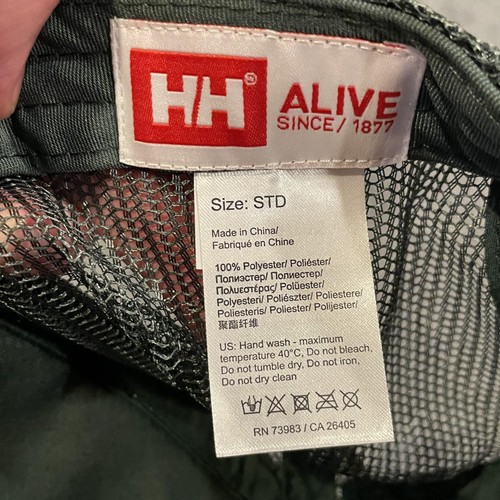 HH®
ALIVE
SINCE/ 1877
Size: STD
Made in China/
Fabriqué en Chine
100% Polyester/ Poliéster/
Полиэстер/ Полиестер/
Πολυεστέρας/ Polüester/
Polyesteri/ Poliészter/ Poliestere/
Poliesteris/ Poliester/ Polijester/
聚酯纤维
US: Hand wash - maximum
temperature 40°C, Do not bleach,
Do not tumble dry, Do not iron,
Do not dry clean
RN 73983 / CA 26405